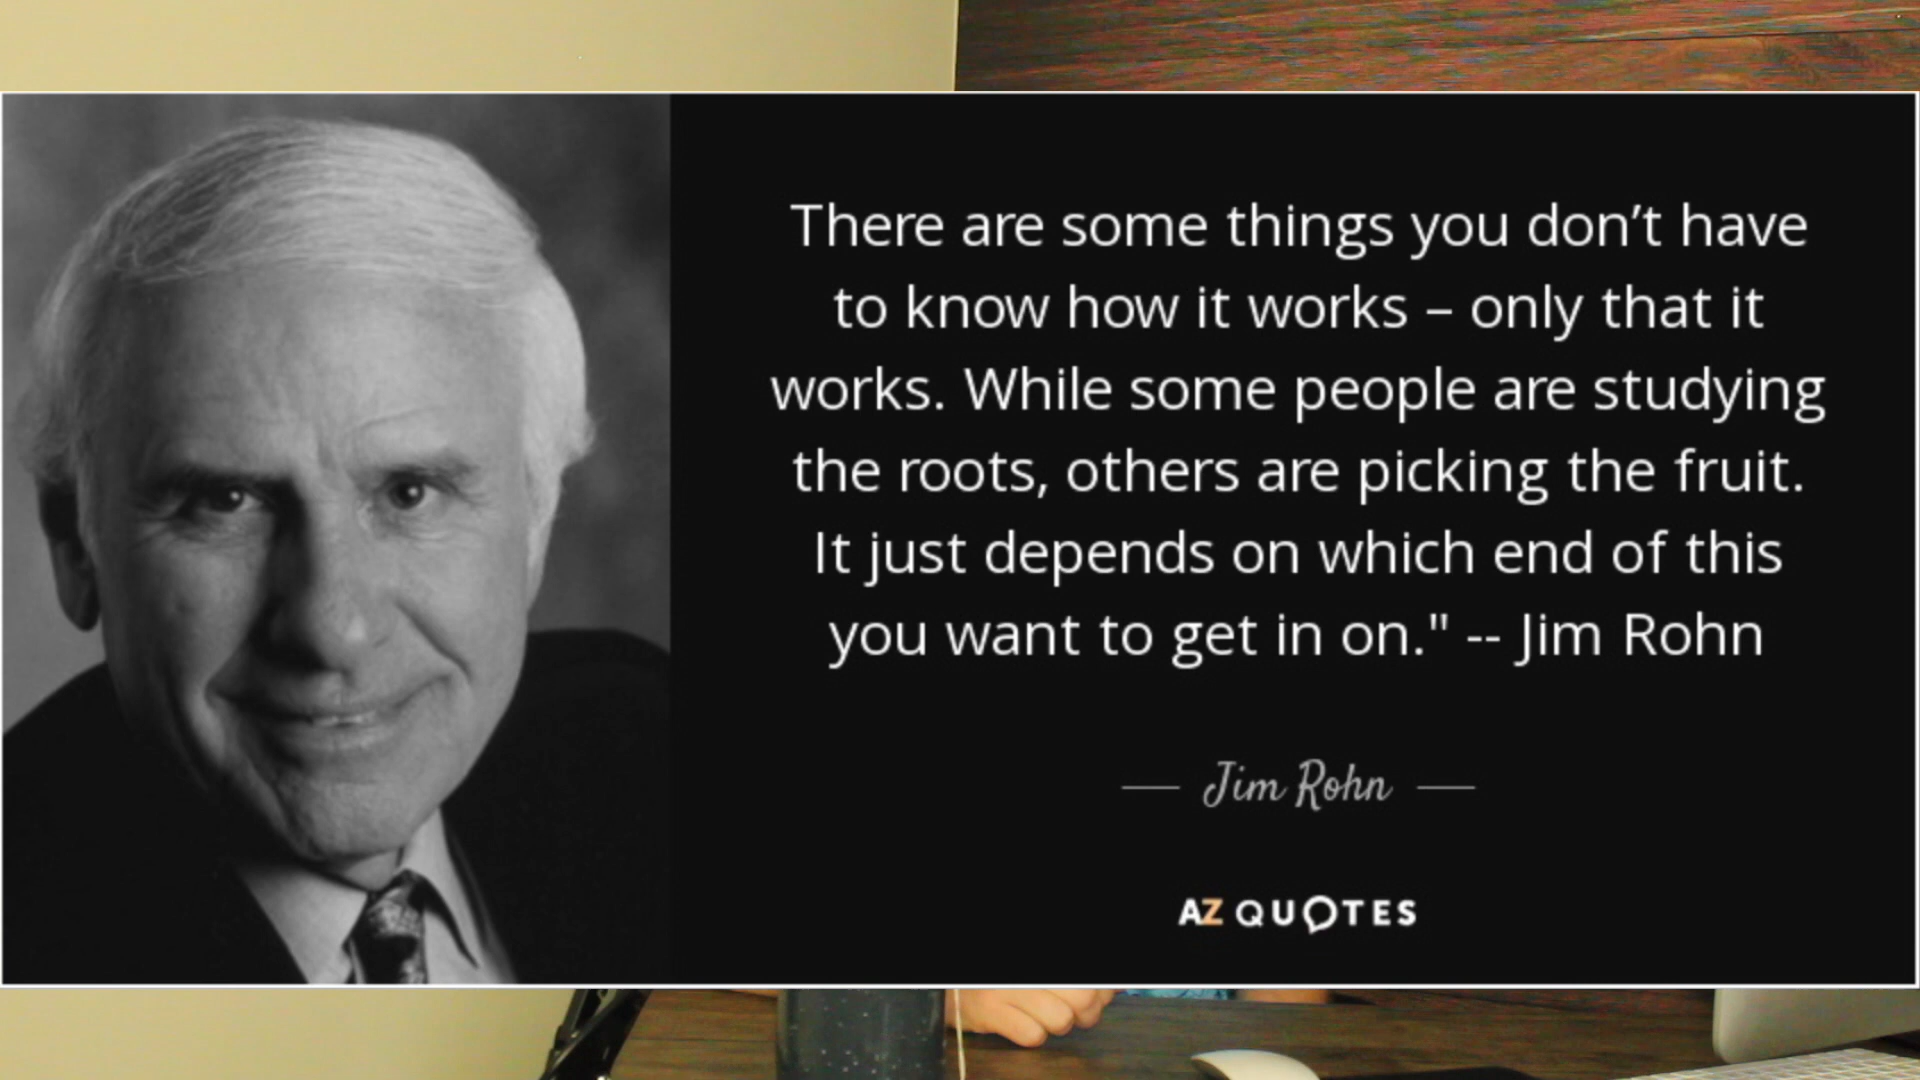 There are some things you don’t have
to know how it works – only that it
works. While some people are studying
the roots, others are picking the fruit.
It just depends on which end of this
you want to get in on." -- Jim Rohn
Jim Rohn
AZ QUOTES